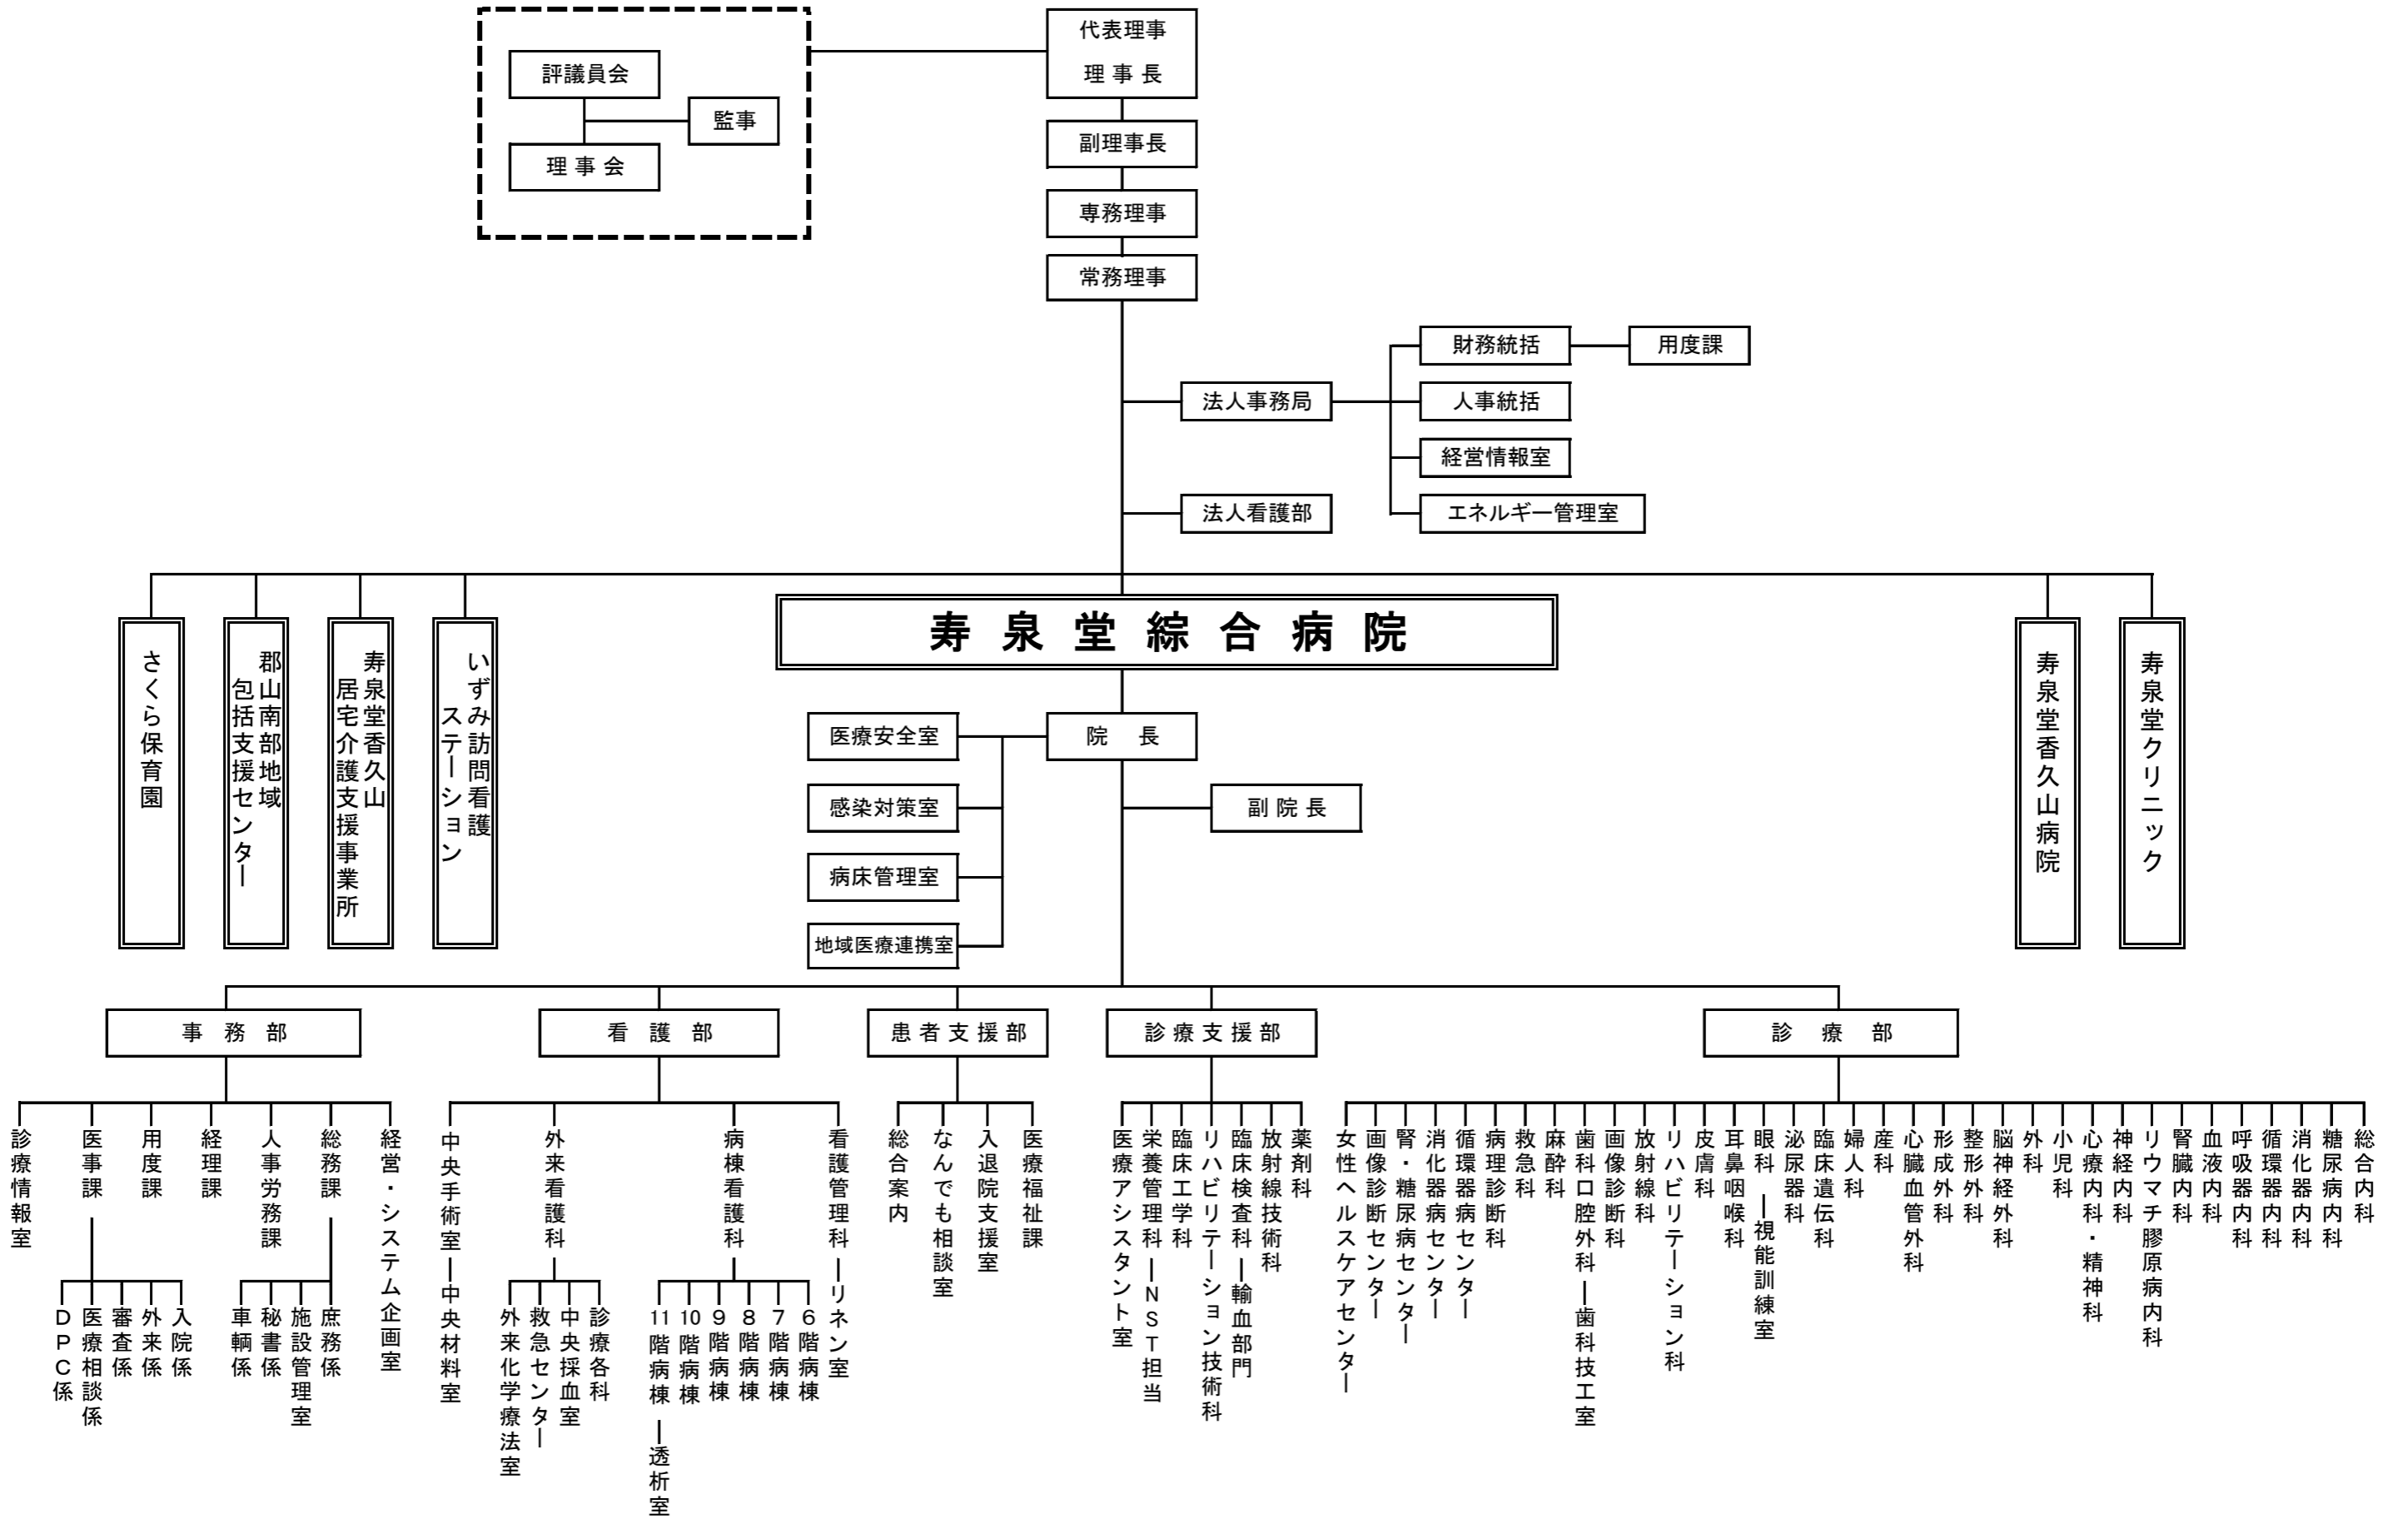 代表理事
理事長
評議員会
監事
理事会
副理事長
専務理事
常務理事
財務統括
用度課
法人事務局
人事統括
経営情報室
法人看護部
エネルギー管理室
寿泉堂綜合病院
さくら保育園
郡山南部地域
包括支援センター
寿泉堂香久山
居宅介護支援事業所
いずみ訪問看護
ステーション
寿泉堂香久山病院
寿泉堂クリニック
医療安全室
院長
感染対策室
副院長
病床管理室
地域医療連携室
事務部
看護部
患者支援部
診療支援部
診療部
診療情報室
医事課
用度課
経理課
人事労務課
総務課
経営・システム企画室
DPC係
医療相談係
審査係
外来係
入院係
車輌係
秘書係
施設管理室
庶務係
中央手術室
中央材料室
外来看護科
病棟看護科
看護管理科
リネン室
外来化学療法室
救急センター
中央採血室
診療各科
11階病棟
透析室
10階病棟
9階病棟
8階病棟
7階病棟
6階病棟
総合案内
なんでも相談室
入退院支援室
医療福祉課
医療アシスタント室
栄養管理科
NST担当
臨床工学科
リハビリテーション技術科
臨床検査科
輸血部門
放射線技術科
薬剤科
女性ヘルスケアセンター
画像診断センター
腎・糖尿病センター
消化器病センター
循環器病センター
病理診断科
救急科
麻酔科
歯科口腔外科
歯科技工室
画像診断科
放射線科
リハビリテーション科
皮膚科
耳鼻咽喉科
眼科
視能訓練室
泌尿器科
臨床遺伝科
婦人科
産科
心臓血管外科
形成外科
整形外科
脳神経外科
外科
小児科
心療内科・精神科
神経内科
リウマチ膠原病内科
腎臓内科
血液内科
呼吸器内科
循環器内科
消化器内科
糖尿病内科
総合内科